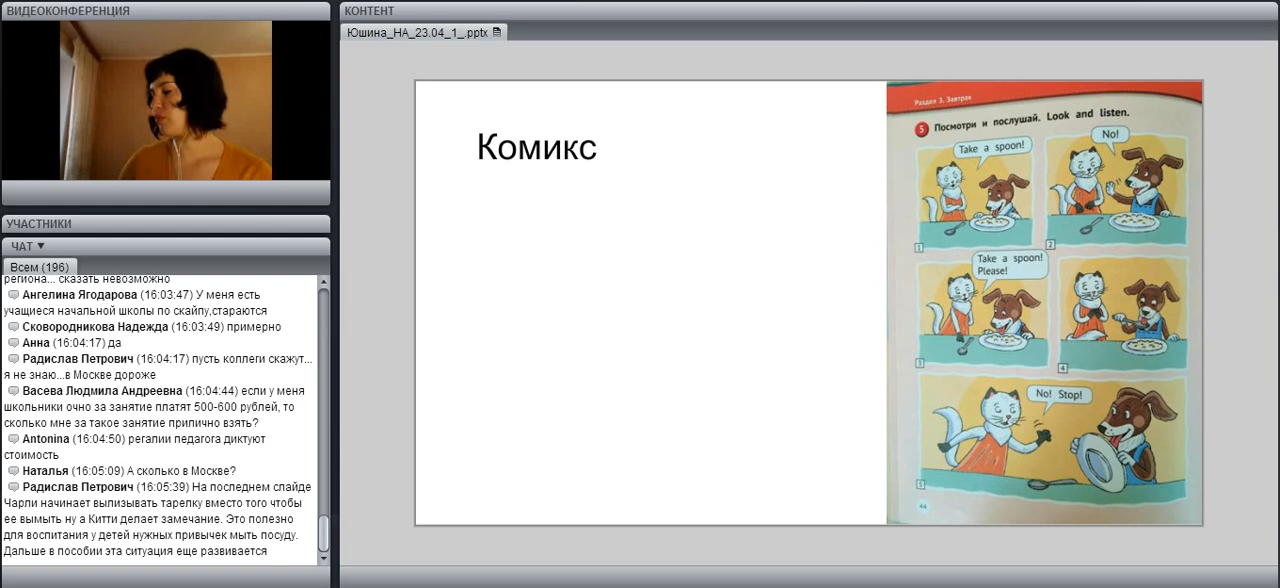 ВИДЕОКОНФЕРЕНЦИЯ
УЧАСТНИКИ
ЧАТ
Всем (196)
региона... сказать невозможно
Ангелина Ягодарова (16:03:47) У меня есть
учащиеся начальной школы по скайпу,стараются
Сковородникова Надежда (16:03:49) примерно
Анна (16:04:17) да
Радислав Петрович (16:04:17) пусть коллеги скажут...
я не знаю...в Москве дороже
Васева Людмила Андреевна (16:04:44) если у меня
школьники очно за занятие платят 500-600 рублей, то
сколько мне за такое занятие прилично взять?
Antonina (16:04:50) регалии педагога диктуют
стоимость
Наталья (16:05:09) А сколько в Москве?
Радислав Петрович (16:05:39) На последнем слайде
Чарли начинает вылизывать тарелку вместо того чтобы
ее вымыть ну а Китти делает замечание. Это полезно
для воспитания у детей нужных привычек мыть посуду.
Дальше в пособии эта ситуация еще развивается
КОНТЕНТ
Юшина_НА_23.04_1_.pptx
Комикс
Раздел 3. Завтрак
5 Посмотри и послушай. Look and listen.
Take a spoon!
1
No!
2
Take a spoon!
Please!
3
4
No! Stop!
5
44